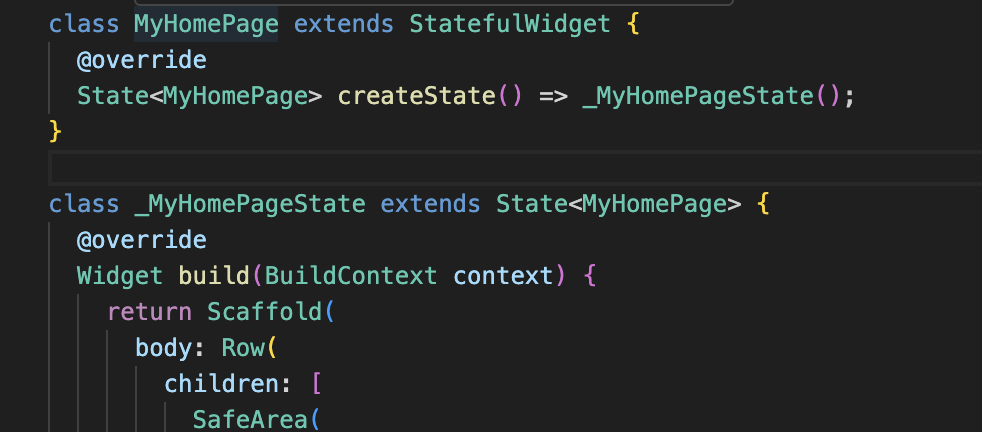 class MyHomePage extends StatefulWidget {
@override
State<MyHomePage> createState() => _MyHomePageState();
}
class _MyHomePageState extends State<MyHomePage> {
@override
Widget build(BuildContext context) {
return Scaffold(
body: Row(
children: [
SafeArea(